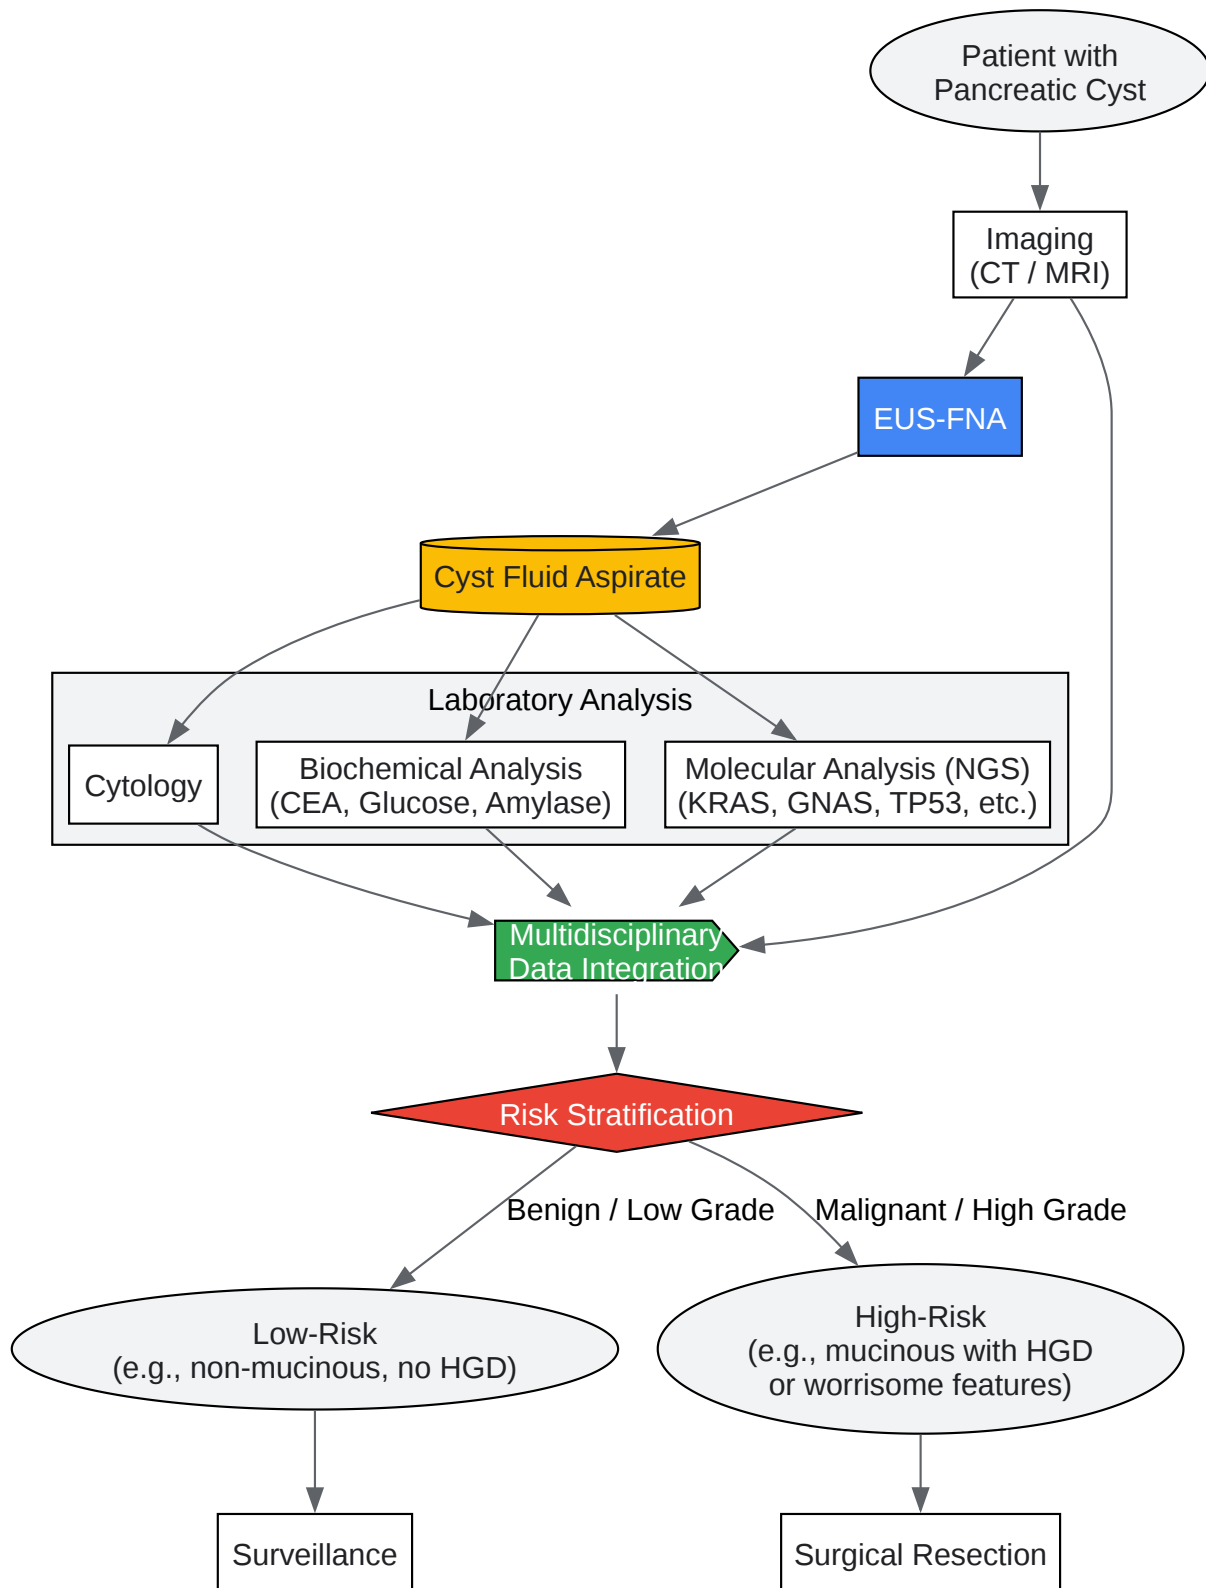 Patient with
Pancreatic Cyst
Imaging
(CT / MRI)
EUS-FNA
Cyst Fluid Aspirate
Laboratory Analysis
Cytology
Biochemical Analysis
(CEA, Glucose, Amylase)
Molecular Analysis (NGS)
(KRAS, GNAS, TP53, etc.)
Multidisciplinary
Data Integration
Risk Stratification
Benign / Low Grade
Malignant / High Grade
Low-Risk
(e.g., non-mucinous, no HGD)
High-Risk
(e.g., mucinous with HGD
or worrisome features)
Surveillance
Surgical Resection